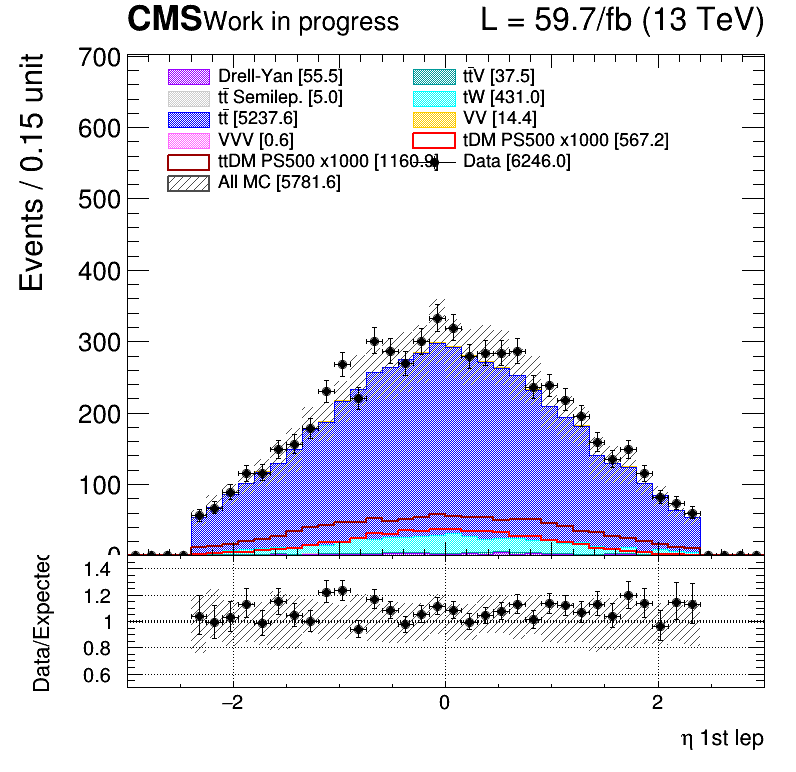 CMS Work in progress L = 59.7/fb (13 TeV)
Events / 0.15 unit
700
600
500
400
300
200
100
0
Drell-Yan [55.5] tt̄V [37.5]
tt̄ Semilep. [5.0] tW [431.0]
tt̄ [5237.6] VV [14.4]
VVV [0.6] tDM PS500 x1000 [567.2]
ttDM PS500 x1000 [1160.9] Data [6246.0]
All MC [5781.6]
Data/Expected
1.4
1.2
1
0.8
0.6
−2 0 2
η 1st lep